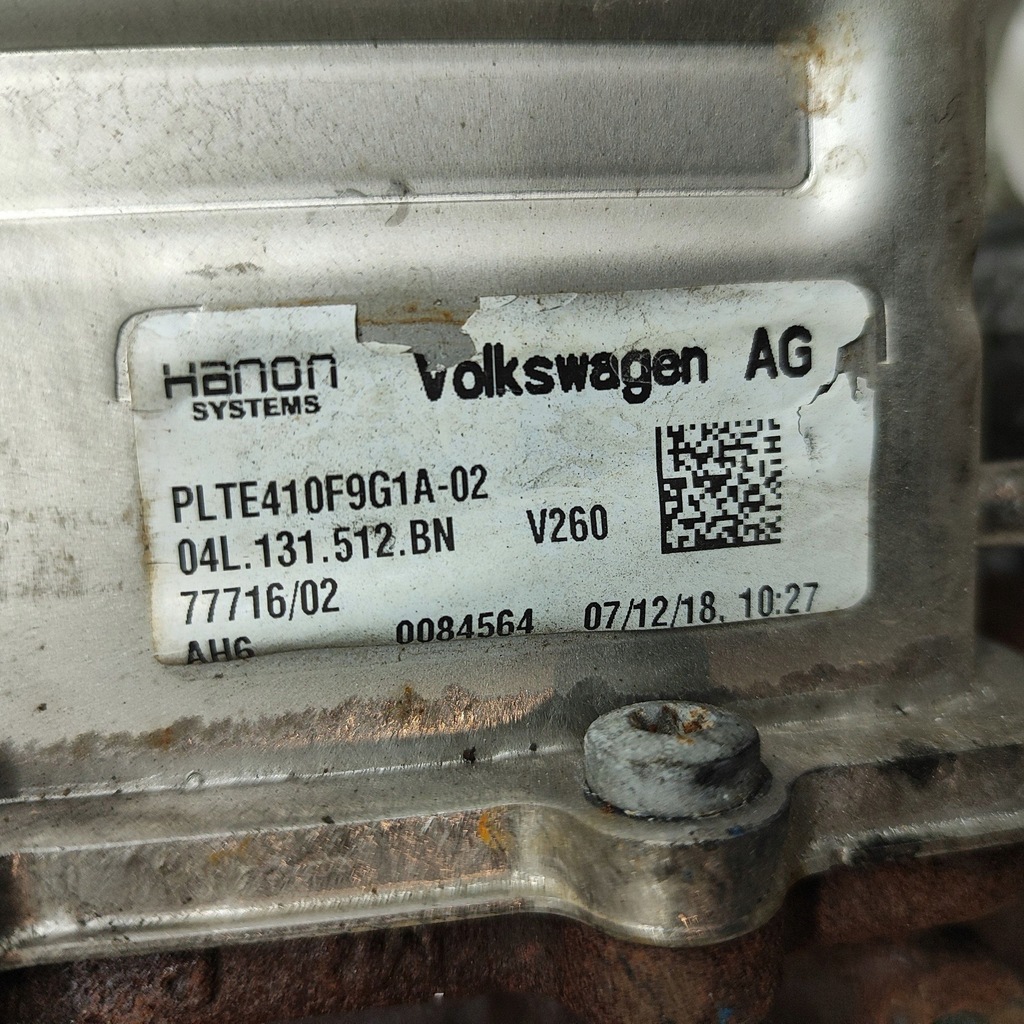 Hanon Volkswagen AG
SYSTEMS
PLTE410F9G1A-02
04L.131.512.BN V260
77716/02
AH6 0084564 07/12/18, 10:27